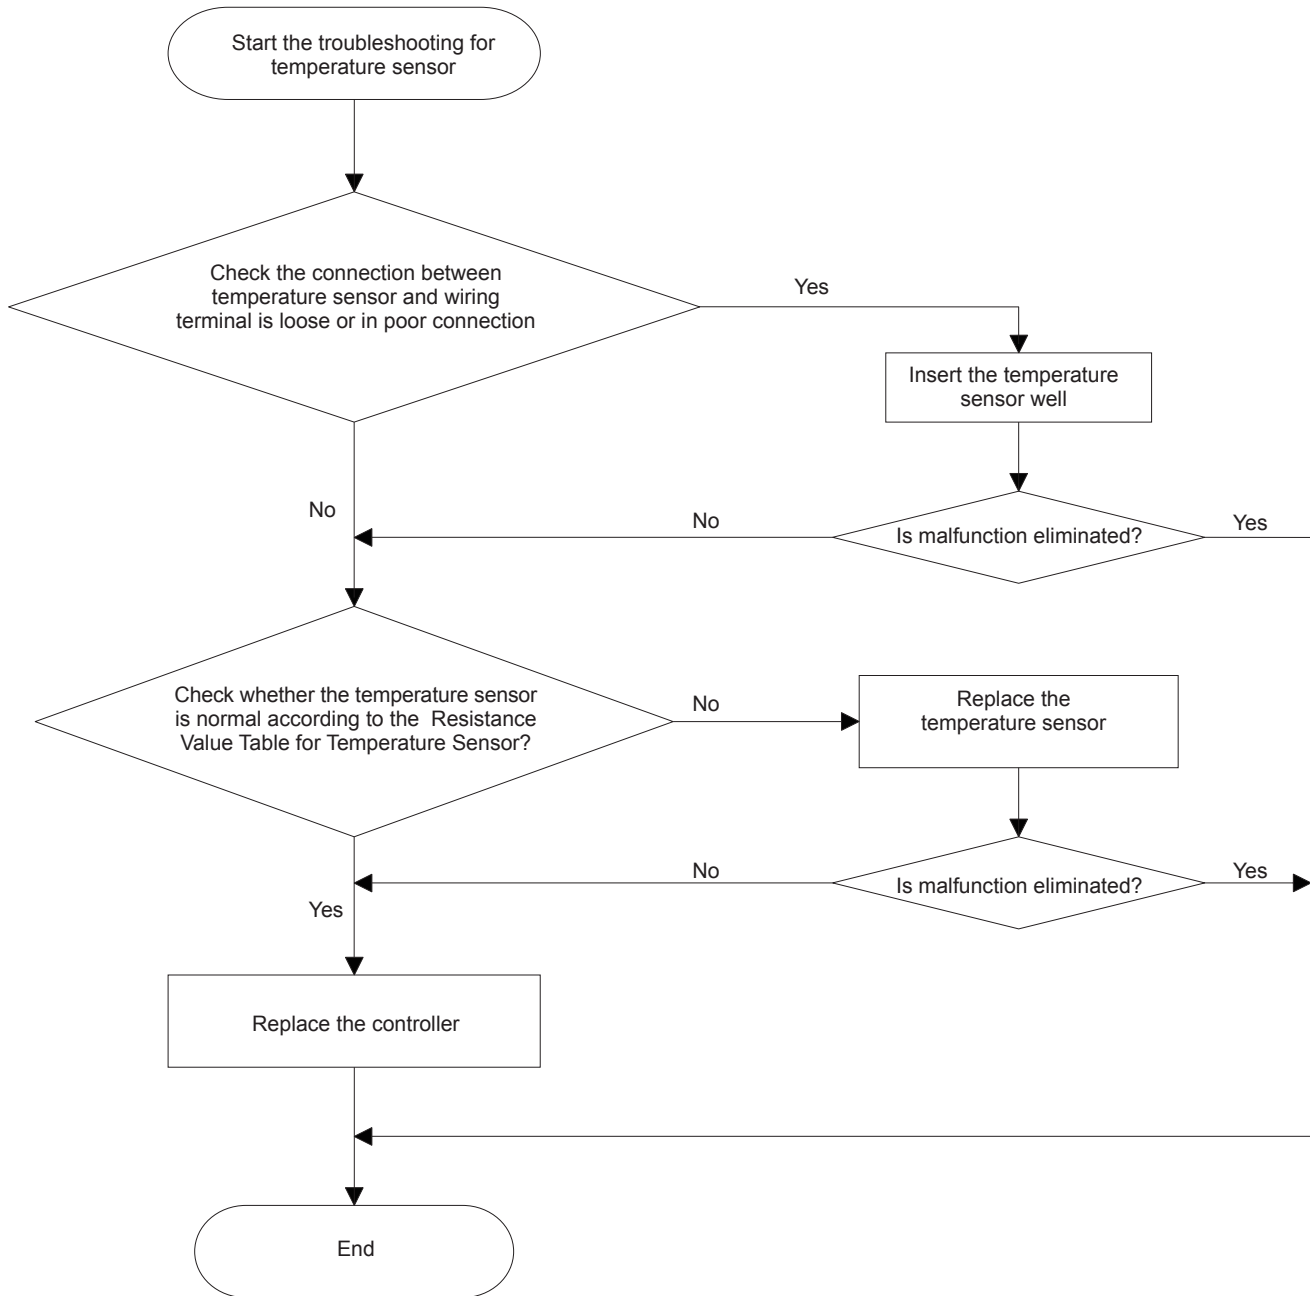 Start the troubleshooting for
temperature sensor
Check the connection between
temperature sensor and wiring
terminal is loose or in poor connection
Yes
Insert the temperature
sensor well
No
No
Is malfunction eliminated?
Yes
Check whether the temperature sensor
is normal according to the Resistance
Value Table for Temperature Sensor?
No
Replace the
temperature sensor
No
Is malfunction eliminated?
Yes
Yes
Replace the controller
End